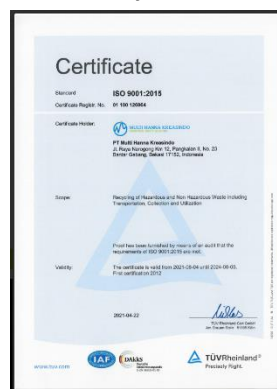 Certificate
Standard ISO 9001:2015
Certificate Registr. No. 01 100
Certificate Holder:
MULTI HANNA KREASINDO
PT Multi Hanna Kreasindo
Jl. Raya Narogong Km 12, Pangkalan II, No. 23
Bantar Gebang, Bekasi 17152, Indonesia
Scope: Recycling of Hazardous and Non Hazardous Waste including
Transportation, Collection and Utilization
Proof has been furnished by means of an audit that the
requirements of ISO 9001:2015 are met.
Validity: The certificate is valid from 2021-08-04 until
First certification 2012
2021-04-22
TÜV Rheinland Cert GmbH
www.tuv.com
IAF
DAkkS
TÜVRheinland®
Precisely Right.